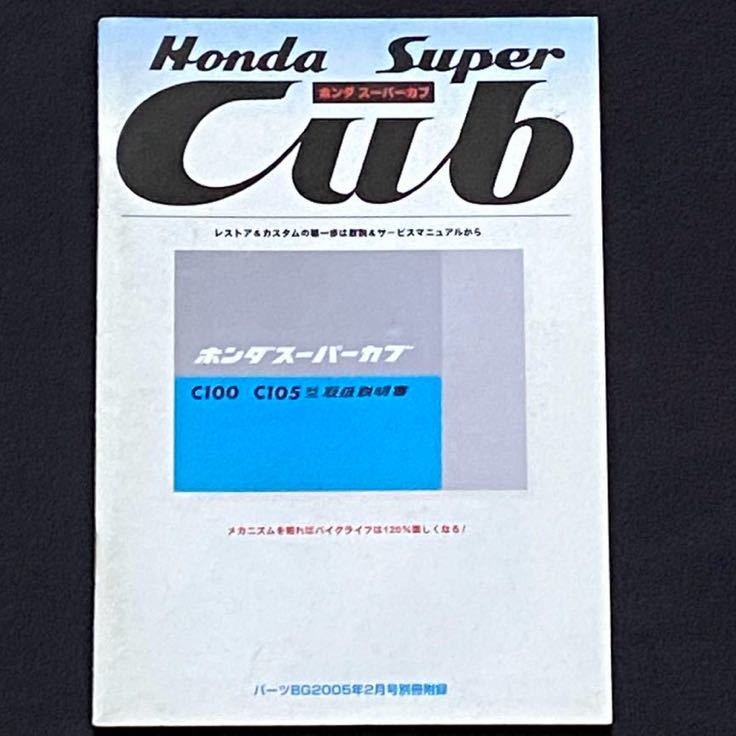 Honda Super
Cub
ホンダ スーパーカブ
レストア&カスタムの第一歩は取説&サービスマニュアルから
ホンダスーパーカブ
C100 C105型取扱説明書
メカニズムを知ればバイクライフは120%楽しくなる!
パーツBG2005年2月号別冊附録